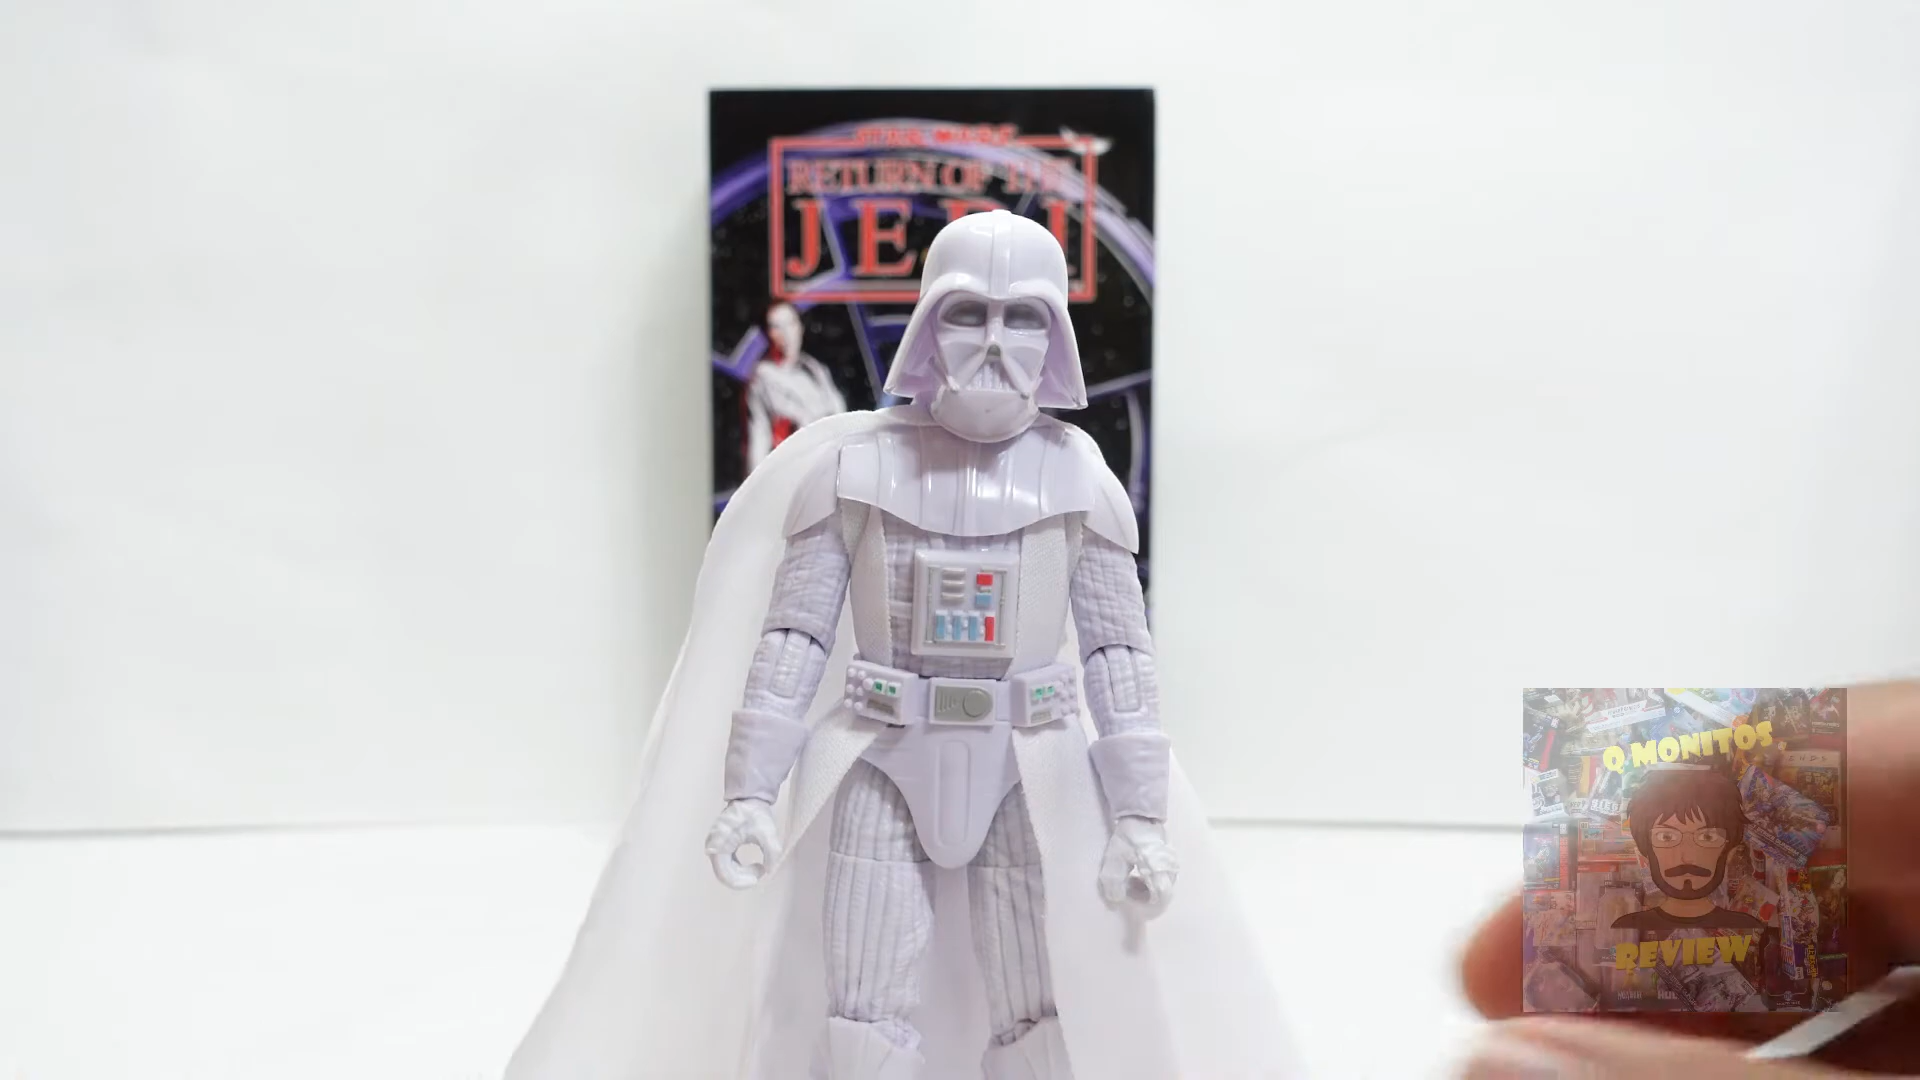 STAR WARS
RETURN OF THE
JEDI
Q MONITOS
REVIEW